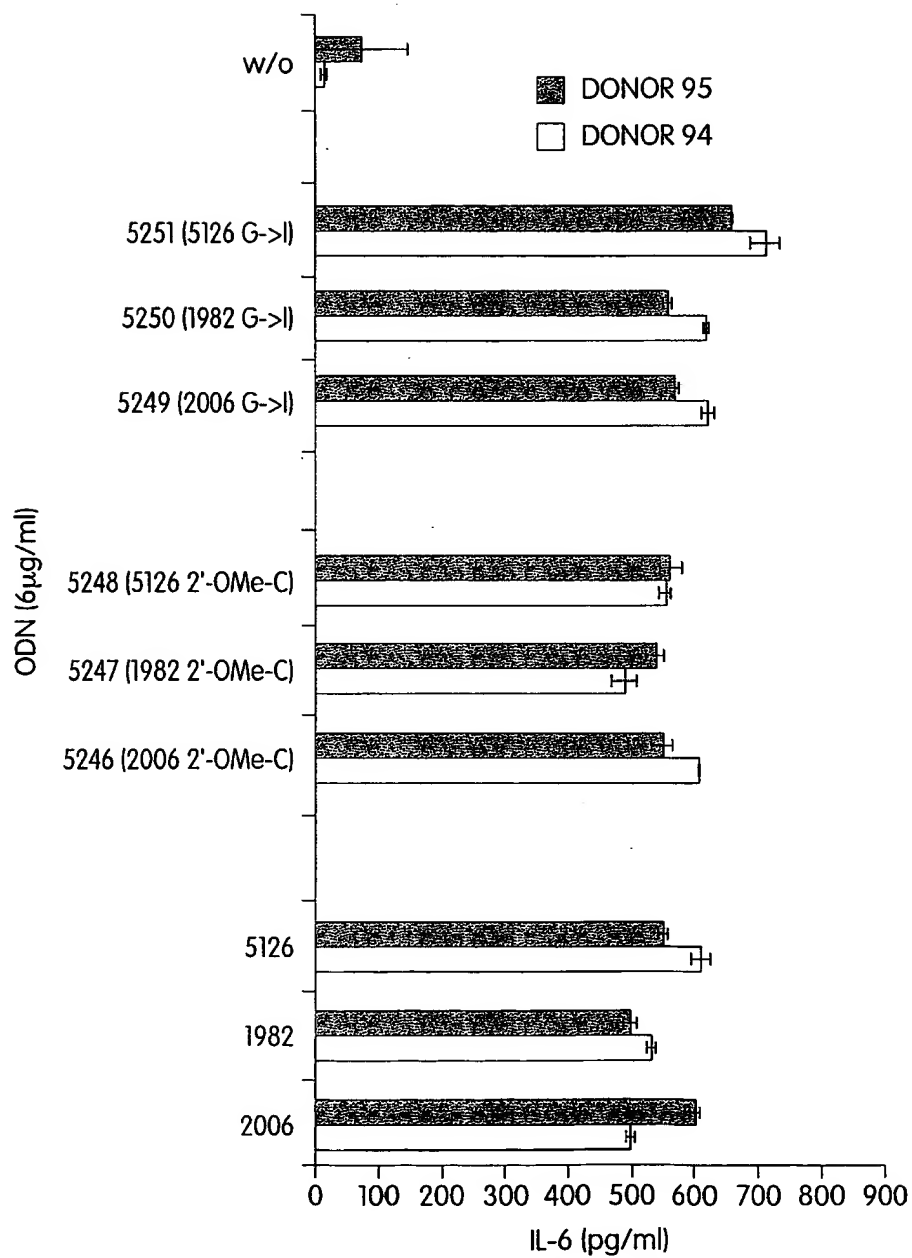 w/o
DONOR 95
DONOR 94
5251 (5126 G->I)
5250 (1982 G->I)
5249 (2006 G->I)
ODN (6µg/ml)
5248 (5126 2'-OMe-C)
5247 (1982 2'-OMe-C)
5246 (2006 2'-OMe-C)
5126
1982
2006
0 100 200 300 400 500 600 700 800 900
IL-6 (pg/ml)